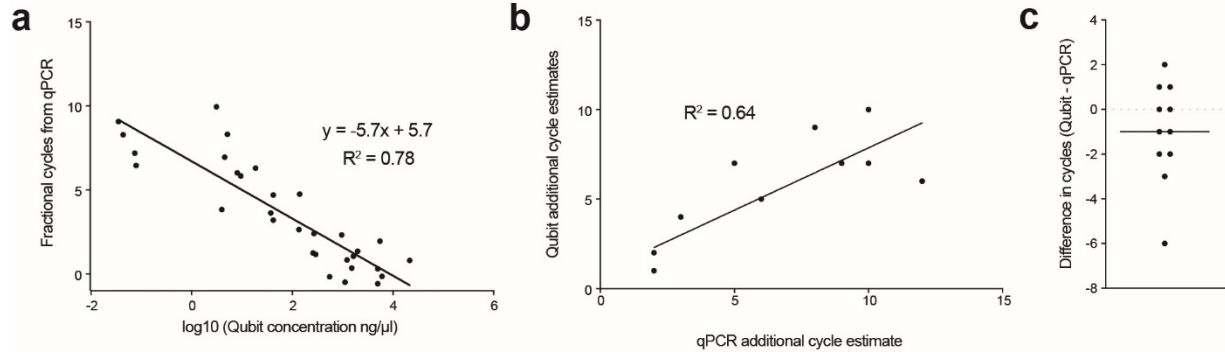 a
15
10
5
0
Fractional cycles from qPCR
y = -5.7x + 5.7
R² = 0.78
-2
0
2
4
6
log10 (Qubit concentration ng/µl)
b
15
10
5
0
Qubit additional cycle estimates
R² = 0.64
0
5
10
15
qPCR additional cycle estimate
c
4
2
0
-2
-4
-6
-8
Difference in cycles (Qubit - qPCR)